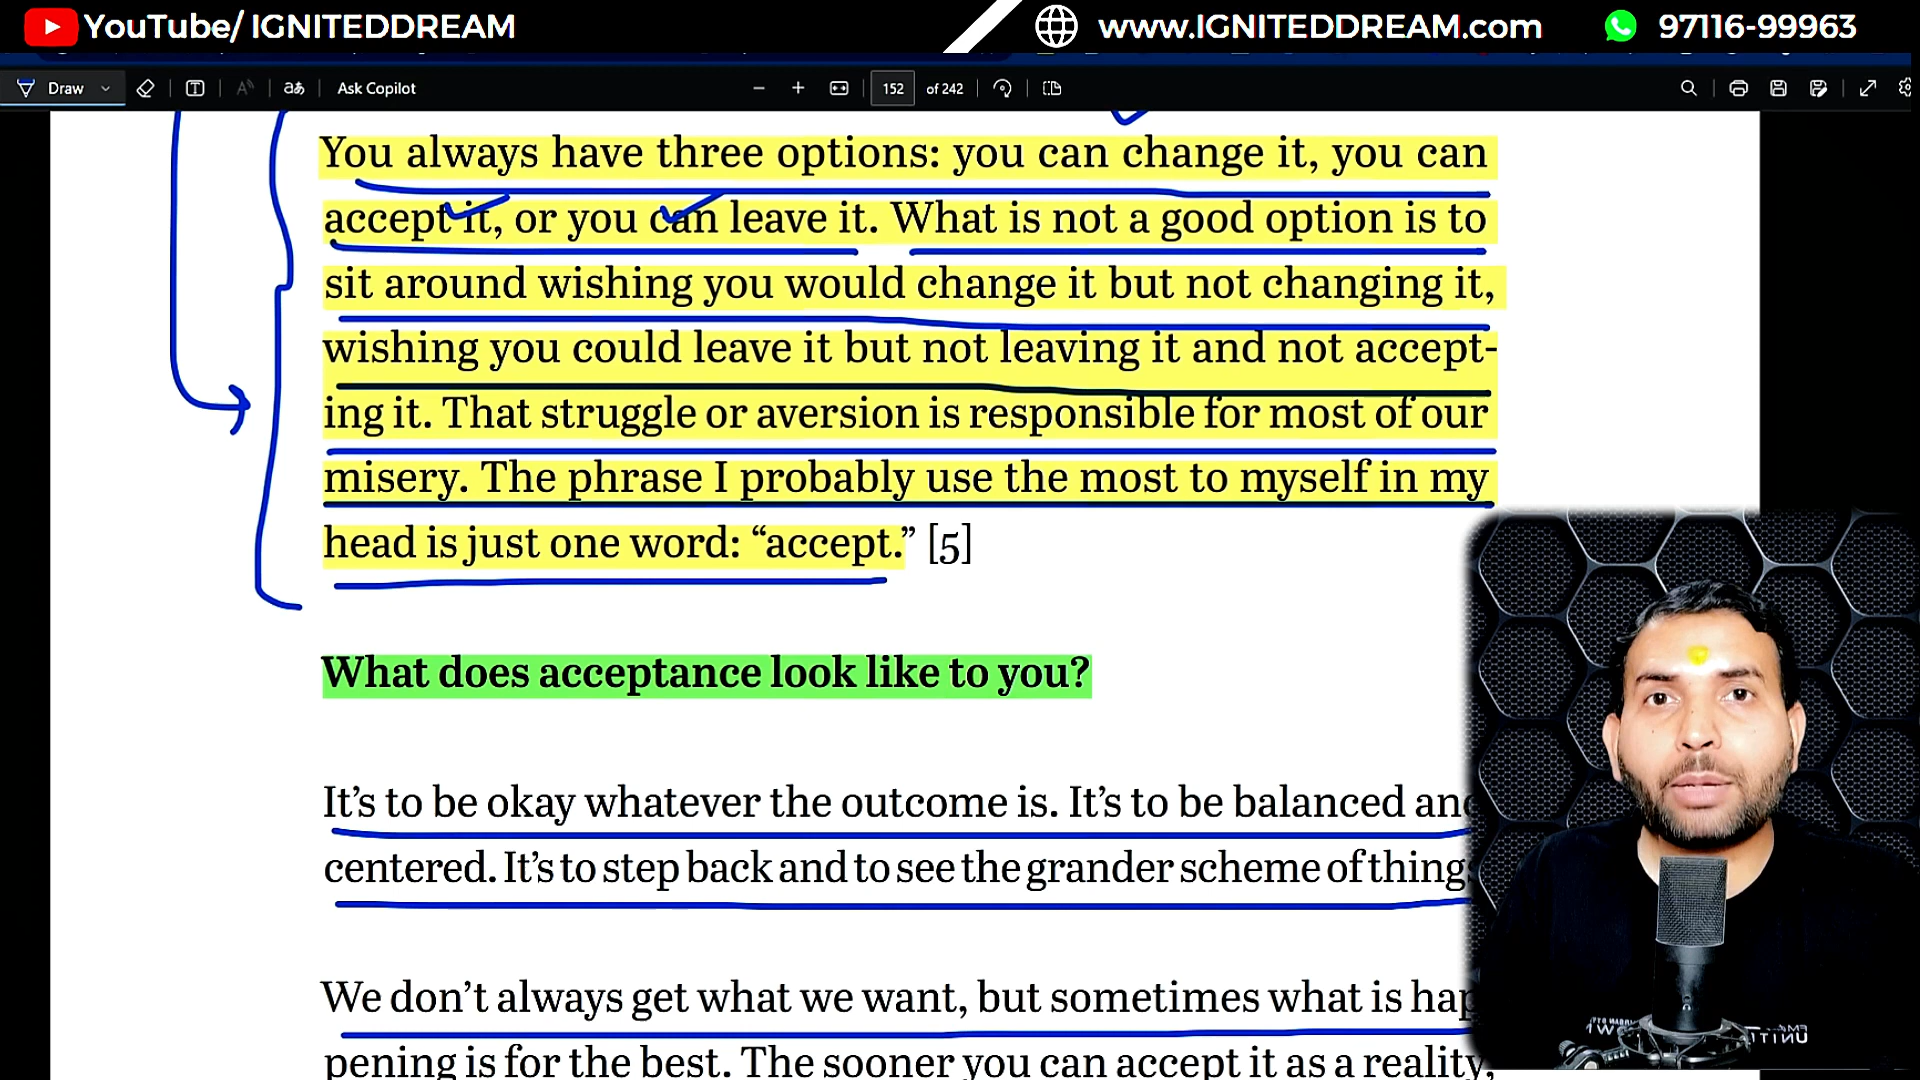 YouTube/ IGNITEDDREAM
www.IGNITEDDREAM.com
97116-99963
Draw
Ask Copilot
152 of 242
You always have three options: you can change it, you can
accept it, or you can leave it. What is not a good option is to
sit around wishing you would change it but not changing it,
wishing you could leave it but not leaving it and not accept-
ing it. That struggle or aversion is responsible for most of our
misery. The phrase I probably use the most to myself in my
head is just one word: “accept.” [5]
What does acceptance look like to you?
It’s to be okay whatever the outcome is. It’s to be balanced and
centered. It’s to step back and to see the grander scheme of things
We don’t always get what we want, but sometimes what is hap
pening is for the best. The sooner you can accept it as a reality,